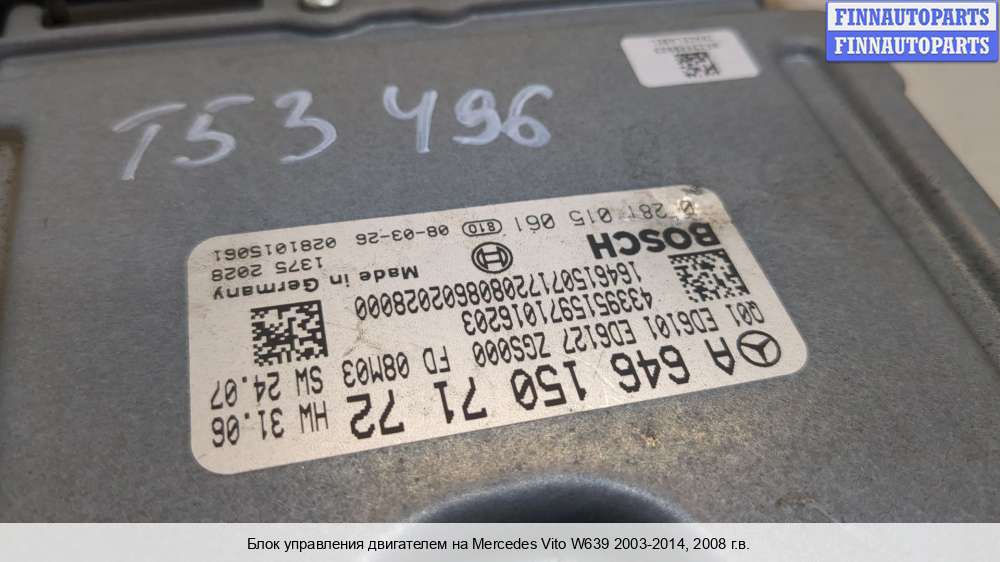 FINNAUTOPARTS
FINNAUTOPARTS
T53 496
A 646 150 71 72
HW 31.06
Q01 ED6101 ED6127 ZGS000 FD 08M03 SW 24.07
4339515971016203
164615071720808602028000
BOSCH
Made in Germany
1375 2028
0 281 015 061 810 08-03-26 0281015061
Блок управления двигателем на Mercedes Vito W639 2003-2014, 2008 г.в.